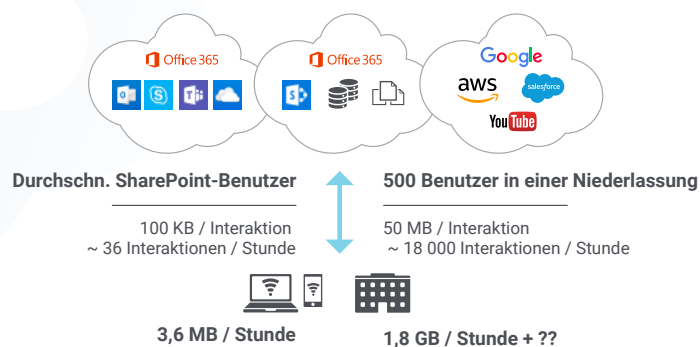 Office 365
Office 365
Google
aws
salesforce
YouTube
Durchschn. SharePoint-Benutzer
100 KB / Interaktion
~ 36 Interaktionen / Stunde
3,6 MB / Stunde
500 Benutzer in einer Niederlassung
50 MB / Interaktion
~ 18 000 Interaktionen / Stunde
1,8 GB / Stunde + ??